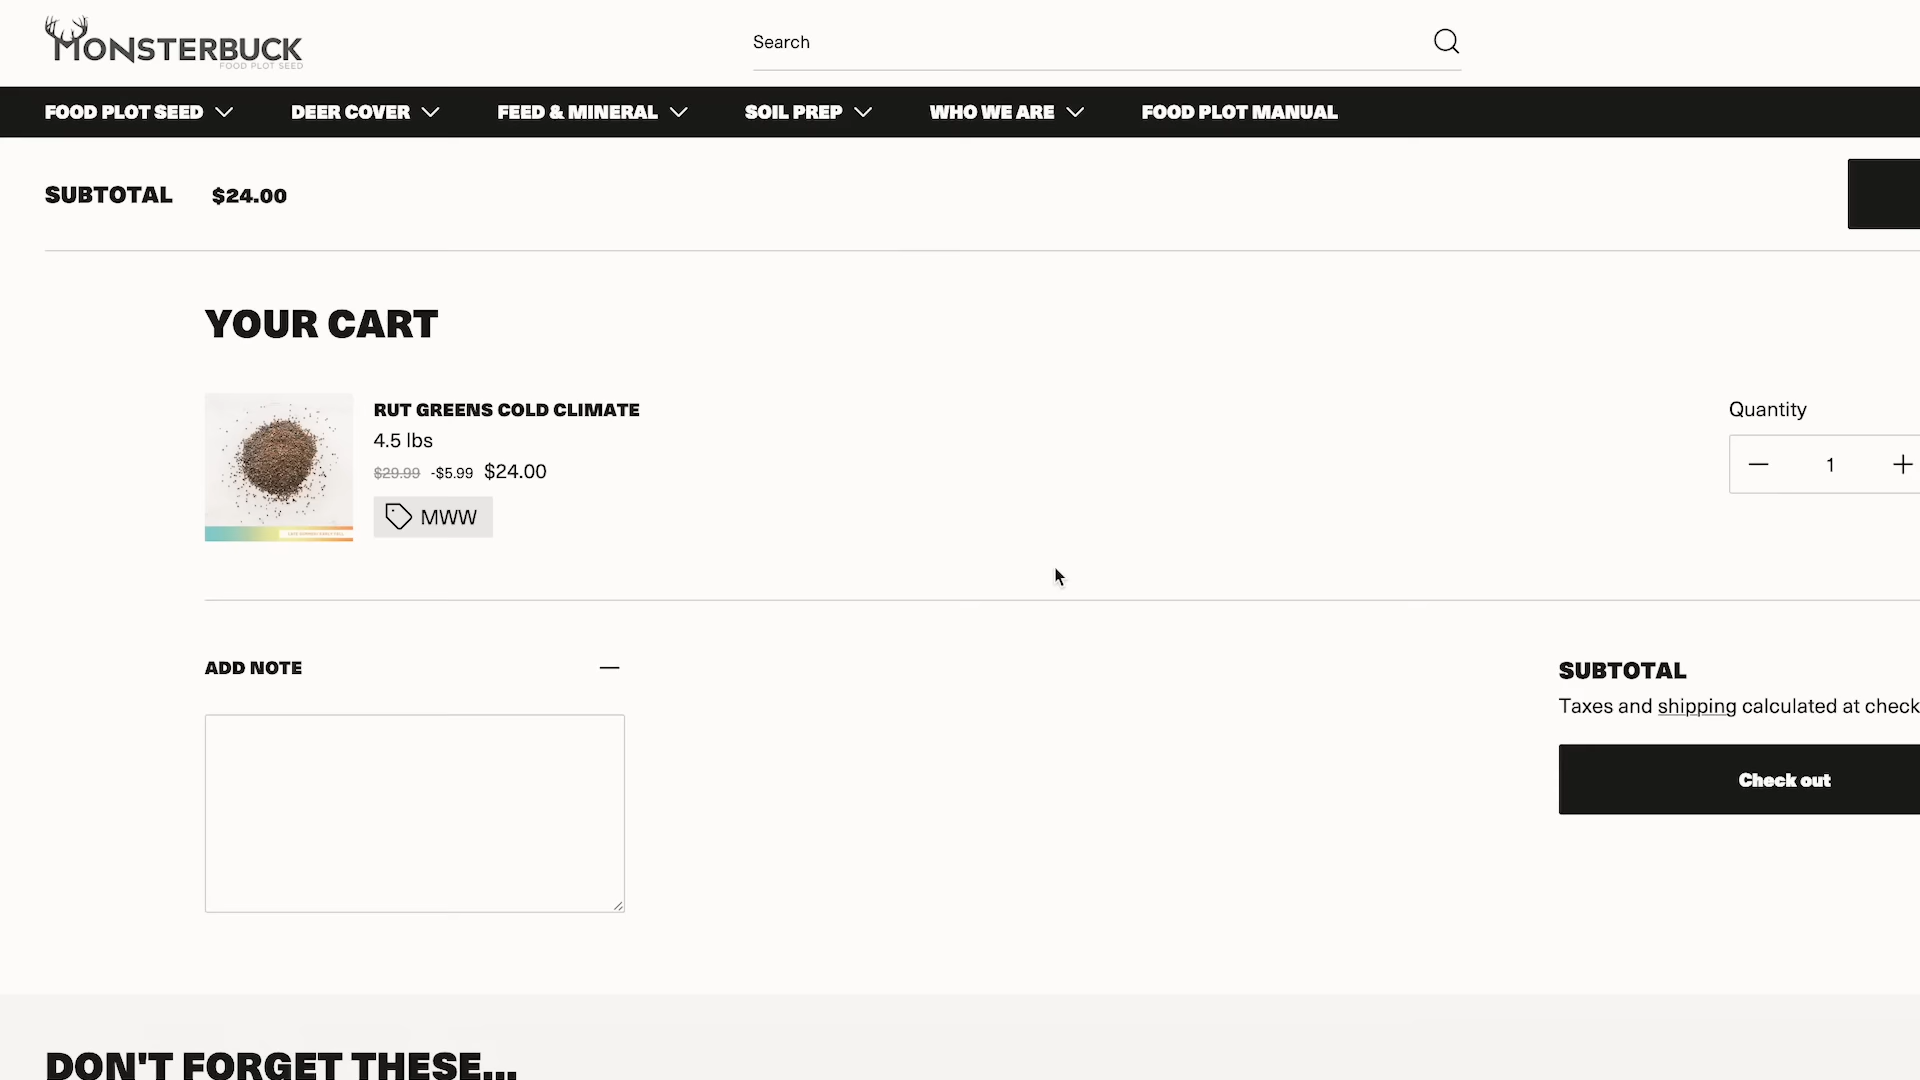 MONSTERBUCK
FOOD PLOT SEED
Search
FOOD PLOT SEED
DEER COVER
FEED & MINERAL
SOIL PREP
WHO WE ARE
FOOD PLOT MANUAL
SUBTOTAL $24.00
YOUR CART
RUT GREENS COLD CLIMATE
4.5 lbs
$29.99 -$5.99 $24.00
MWW
Quantity
1
ADD NOTE
SUBTOTAL
Taxes and shipping calculated at check
Check out
DON'T FORGET THESE...